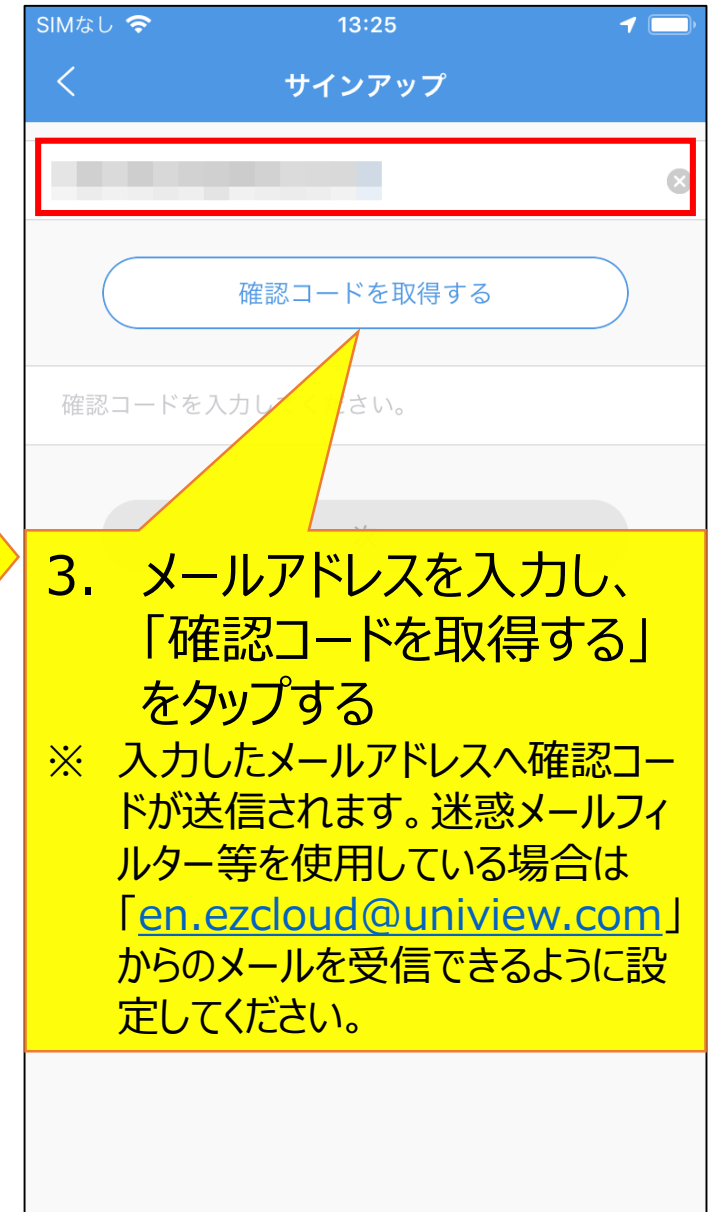 SIMなし 13:25
サインアップ
確認コードを取得する
確認コードを入力してください。
3. メールアドレスを入力し、
「確認コードを取得する」
をタップする
※ 入力したメールアドレスへ確認コー
ドが送信されます。迷惑メールフィ
ルター等を使用している場合は
「en.ezcloud@uniview.com」
からのメールを受信できるように設
定してください。